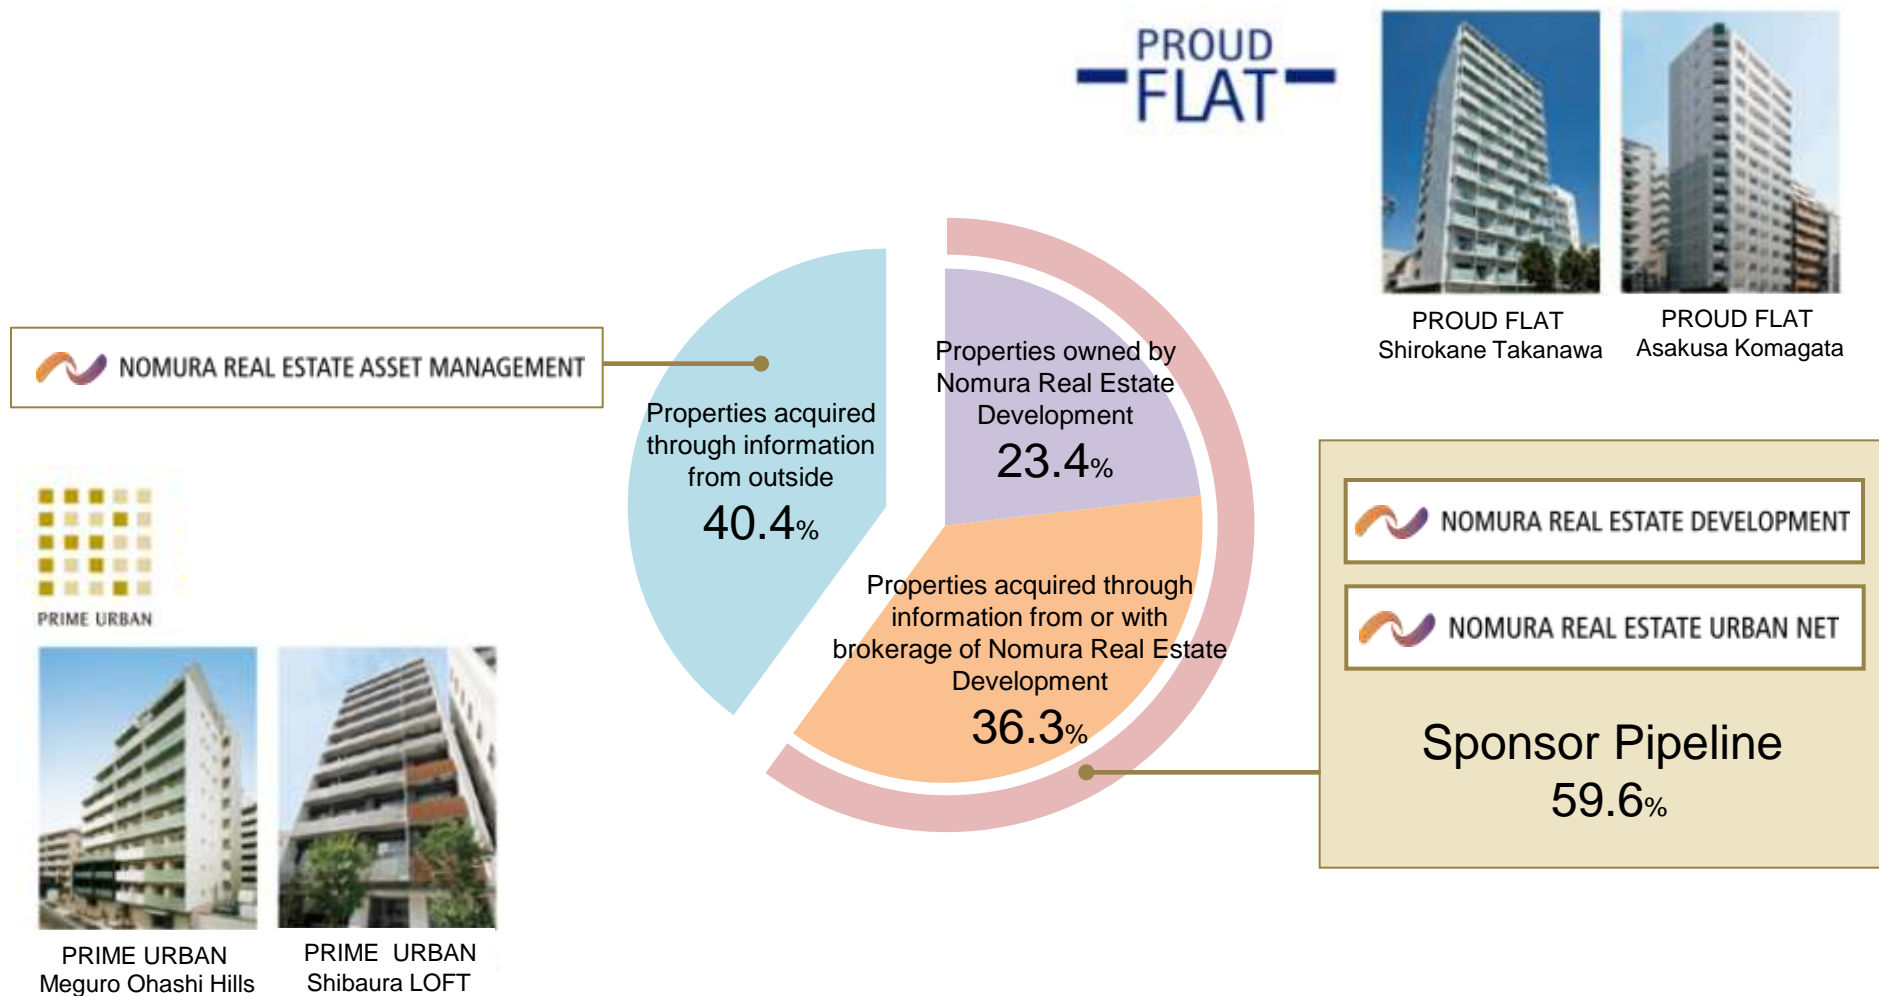 PROUD
FLAT
PROUD FLAT
Shirokane Takanawa
PROUD FLAT
Asakusa Komagata
NOMURA REAL ESTATE ASSET MANAGEMENT
Properties acquired
through information
from outside
40.4%
Properties owned by
Nomura Real Estate
Development
23.4%
Properties acquired through
information from or with
brokerage of Nomura Real Estate
Development
36.3%
NOMURA REAL ESTATE DEVELOPMENT
NOMURA REAL ESTATE URBAN NET
Sponsor Pipeline
59.6%
PRIME URBAN
PRIME URBAN
Meguro Ohashi Hills
PRIME URBAN
Shibaura LOFT